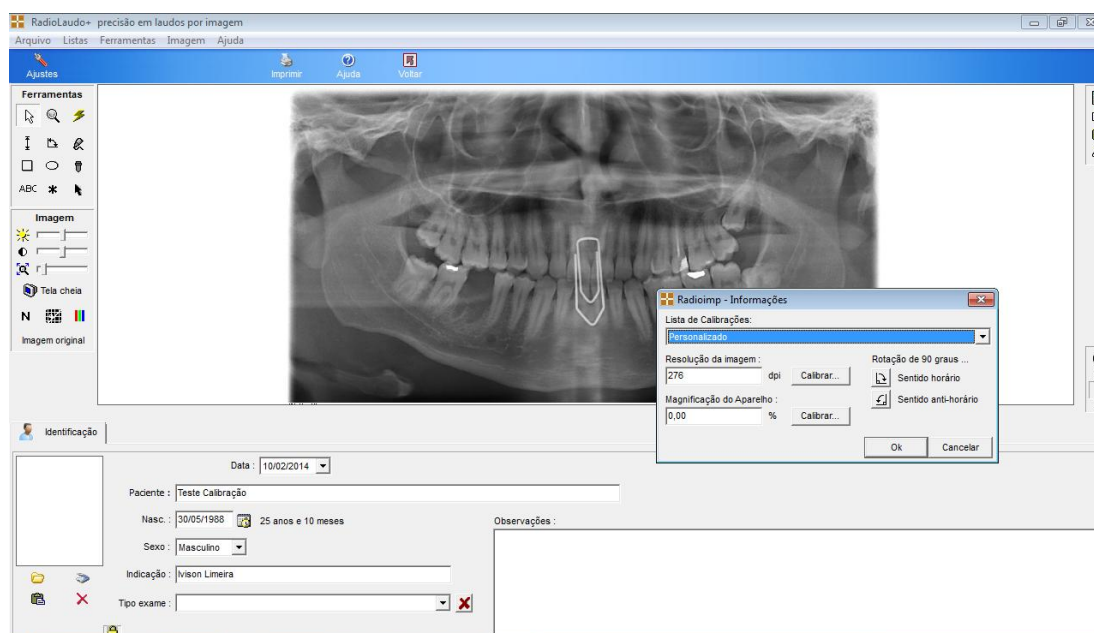 RadioLaudo+ precisão em laudos por imagem
Arquivo Listas Ferramentas Imagem Ajuda
Ajustes Imprimir Ajuda Voltar
Ferramentas
ABC
Imagem
Tela cheia
N
Imagem original
Radioimp - Informações
Lista de Calibrações:
Personalizado
Resolução da imagem : Rotação de 90 graus ...
276 dpi Calibrar... Sentido horário
Magnificação do Aparelho : Sentido anti-horário
0,00 % Calibrar...
Ok Cancelar
Identificação
Data : 10/02/2014
Paciente : Teste Calibração
Nasc. : 30/05/1988 25 anos e 10 meses Observações :
Sexo : Masculino
Indicação : Ivison Limeira
Tipo exame :